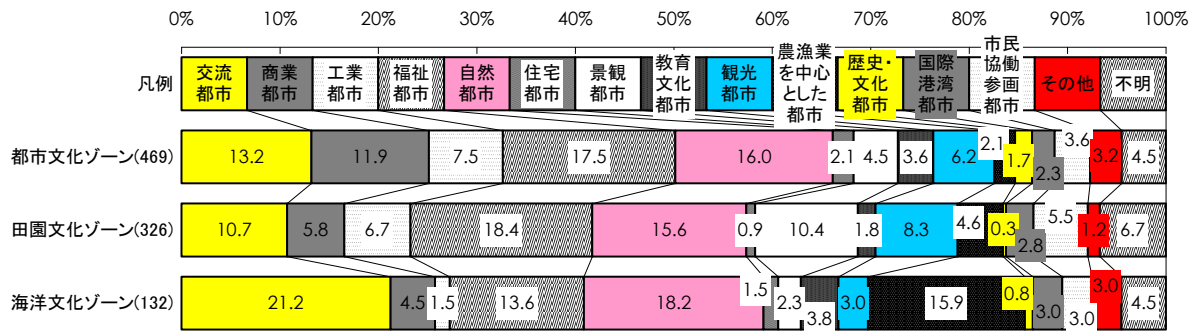 0% 10% 20% 30% 40% 50% 60% 70% 80% 90% 100%
凡例
交流
都市
商業
都市
工業
都市
福祉
都市
自然
都市
住宅
都市
景観
都市
教育
文化
都市
観光
都市
農漁業
を中心
とした
都市
歴史・
文化
都市
国際
港湾
都市
市民
協働
参画
都市
その他
不明
都市文化ゾーン(469) 13.2 11.9 7.5 17.5 16.0 2.1 4.5 3.6 6.2 2.1 1.7 2.3 3.6 3.2 4.5
田園文化ゾーン(326) 10.7 5.8 6.7 18.4 15.6 0.9 10.4 1.8 8.3 4.6 0.3 2.8 5.5 1.2 6.7
海洋文化ゾーン(132) 21.2 4.5 1.5 13.6 18.2 1.5 2.3 3.8 3.0 15.9 0.8 3.0 3.0 3.0 4.5